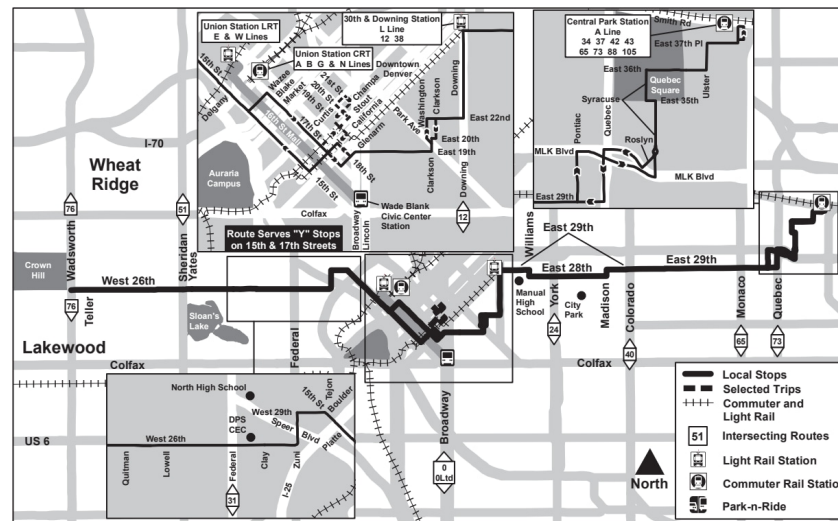 Union Station LRT
E & W Lines
Union Station CRT
A B G & N Lines
30th & Downing Station
L Line
12 38
Downtown
Denver
15th St
Delgany
Wazee
Blake
Market
19th St
20th St
21st St
Curtis
Champa
Stout
California
Glenarm
17th St
16th St Mall
18th St
15th St
Park Ave
Washington
Clarkson
Downing
East 22nd
East 20th
East 19th
Clarkson
Downing
12
Auraria
Campus
Colfax
Wade Blank
Civic Center
Station
Broadway
Lincoln
Route Serves "Y" Stops
on 15th & 17th Streets
Central Park Station
A Line
34 37 42 43
65 73 88 105
Smith Rd
East 37th Pl
East 36th
Quebec
Square
East 35th
Ulster
Syracuse
Pontiac
Quebec
Roslyn
MLK Blvd
MLK Blvd
East 29th
I-70
Wheat
Ridge
76
Wadsworth
51
Sheridan
Yates
Crown
Hill
West 26th
76
Teller
Sloan's
Lake
Lakewood
Colfax
Federal
Williams
East 29th
East 28th
East 29th
Manual
High
School
City
Park
York
24
Madison
Colorado
40
Monaco
65
Quebec
73
Colfax
Broadway
0
0Ltd
US 6
North High School
DPS
CEC
West 29th
15th St
Tejon
Boulder
Speer Blvd
Platte
West 26th
Quitman
Lowell
Federal
31
Clay
Zuni
I-25
North
Local Stops
Selected Trips
Commuter and
Light Rail
51
Intersecting Routes
Light Rail Station
Commuter Rail Station
Park-n-Ride